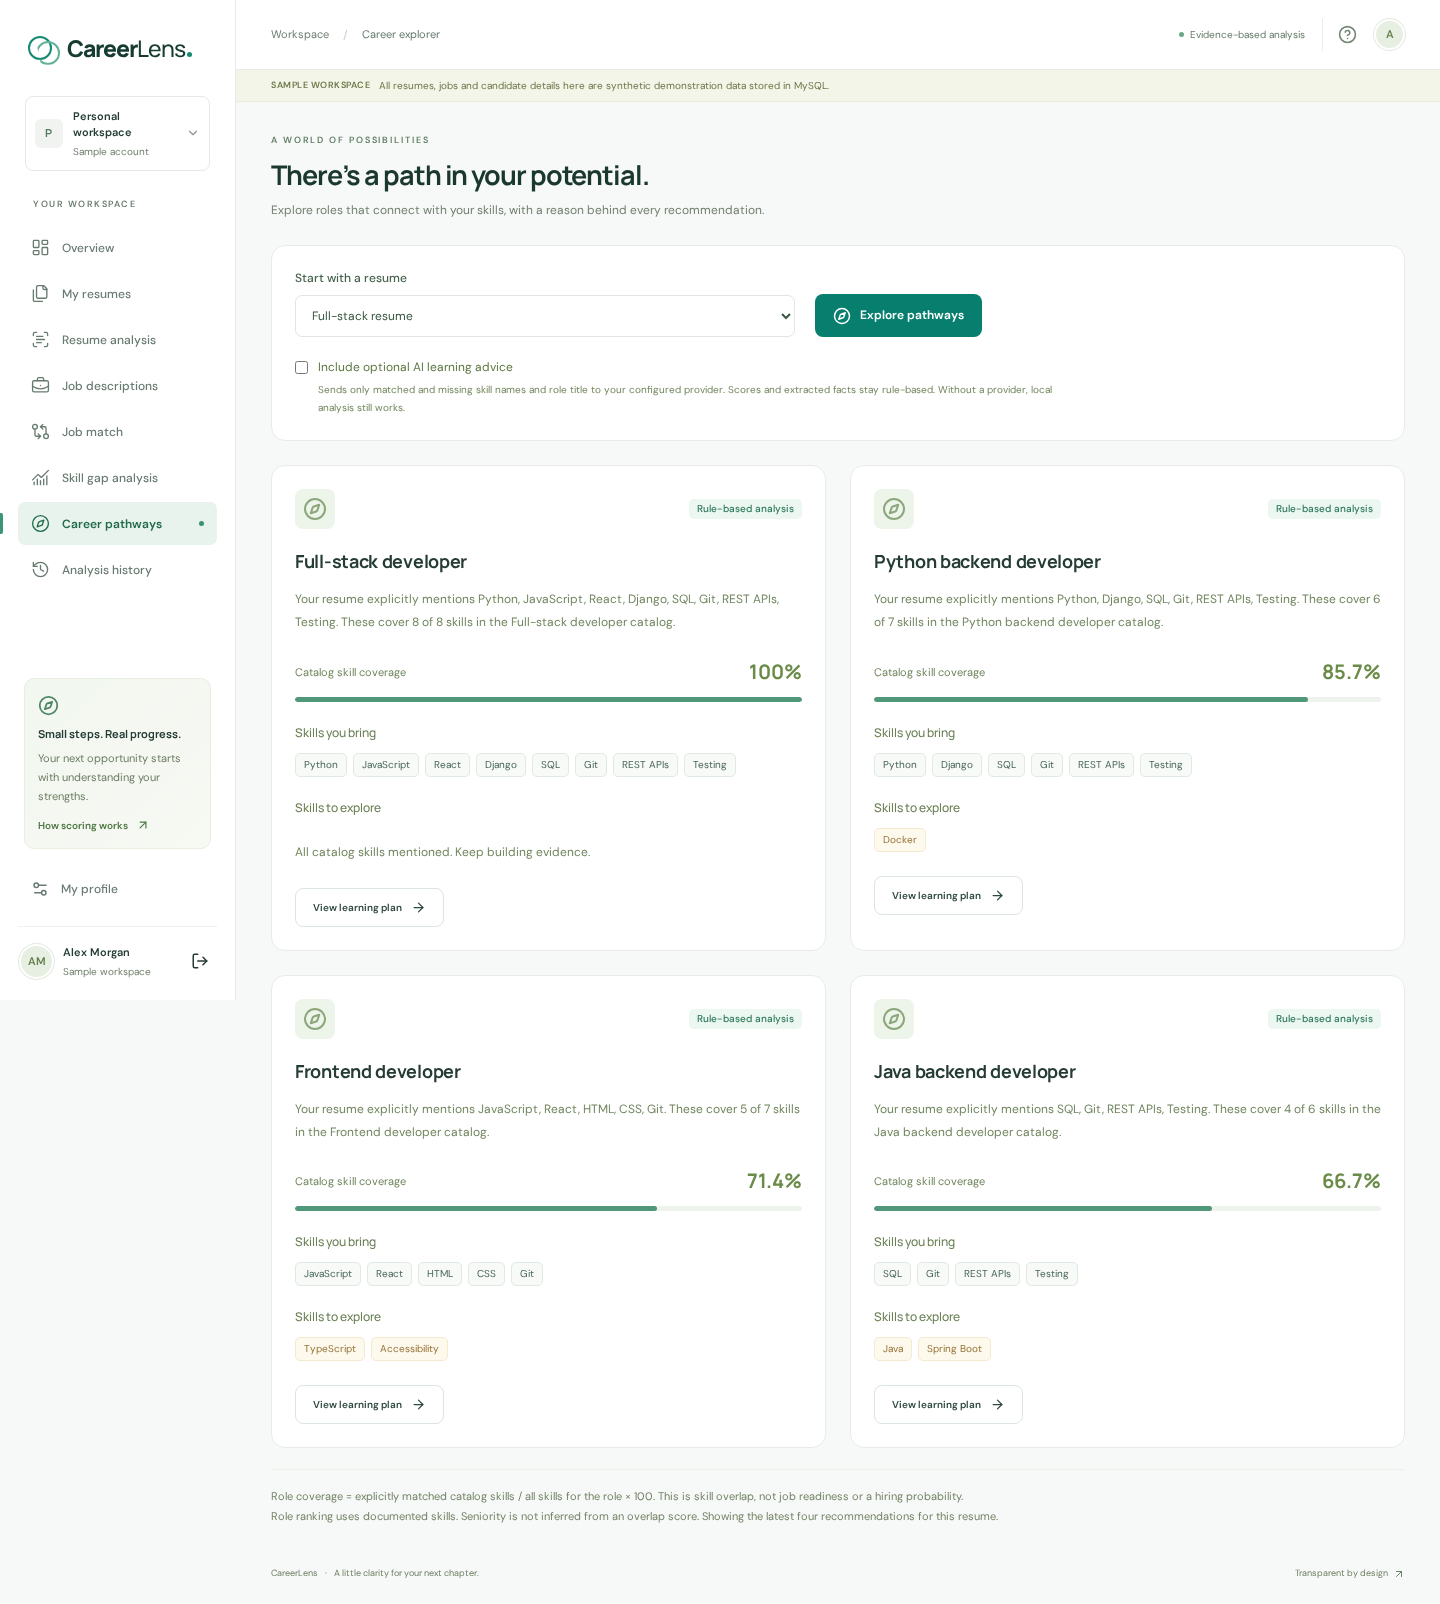 CareerLens.
P
Personal
workspace
Sample account
YOUR WORKSPACE
Overview
My resumes
Resume analysis
Job descriptions
Job match
Skill gap analysis
Career pathways
Analysis history
Small steps. Real progress.
Your next opportunity starts
with understanding your
strengths.
How scoring works
My profile
AM
Alex Morgan
Sample workspace
Workspace / Career explorer
Evidence-based analysis
A
SAMPLE WORKSPACE All resumes, jobs and candidate details here are synthetic demonstration data stored in MySQL.
A WORLD OF POSSIBILITIES
There's a path in your potential.
Explore roles that connect with your skills, with a reason behind every recommendation.
Start with a resume
Full-stack resume
Explore pathways
Include optional AI learning advice
Sends only matched and missing skill names and role title to your configured provider. Scores and extracted facts stay rule-based. Without a provider, local
analysis still works.
Rule-based analysis
Full-stack developer
Your resume explicitly mentions Python, JavaScript, React, Django, SQL, Git, REST APIs,
Testing. These cover 8 of 8 skills in the Full-stack developer catalog.
Catalog skill coverage 100%
Skills you bring
Python JavaScript React Django SQL Git REST APIs Testing
Skills to explore
All catalog skills mentioned. Keep building evidence.
View learning plan
Rule-based analysis
Python backend developer
Your resume explicitly mentions Python, Django, SQL, Git, REST APIs, Testing. These cover 6
of 7 skills in the Python backend developer catalog.
Catalog skill coverage 85.7%
Skills you bring
Python Django SQL Git REST APIs Testing
Skills to explore
Docker
View learning plan
Rule-based analysis
Frontend developer
Your resume explicitly mentions JavaScript, React, HTML, CSS, Git. These cover 5 of 7 skills
in the Frontend developer catalog.
Catalog skill coverage 71.4%
Skills you bring
JavaScript React HTML CSS Git
Skills to explore
TypeScript Accessibility
View learning plan
Rule-based analysis
Java backend developer
Your resume explicitly mentions SQL, Git, REST APIs, Testing. These cover 4 of 6 skills in the
Java backend developer catalog.
Catalog skill coverage 66.7%
Skills you bring
SQL Git REST APIs Testing
Skills to explore
Java Spring Boot
View learning plan
Role coverage = explicitly matched catalog skills / all skills for the role × 100. This is skill overlap, not job readiness or a hiring probability.
Role ranking uses documented skills. Seniority is not inferred from an overlap score. Showing the latest four recommendations for this resume.
CareerLens · A little clarity for your next chapter.
Transparent by design